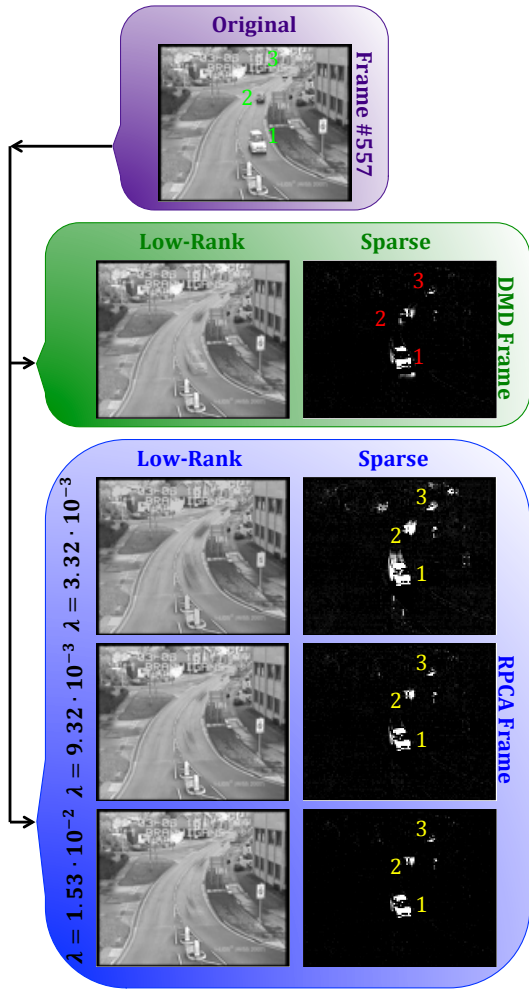 Original
Frame #557
3
2
1
Low-Rank
Sparse
DMD Frame
3
2
1
Low-Rank
Sparse
RPCA Frame
λ = 3.32 · 10⁻³
3
2
1
λ = 9.32 · 10⁻³
3
2
1
λ = 1.53 · 10⁻²
3
2
1